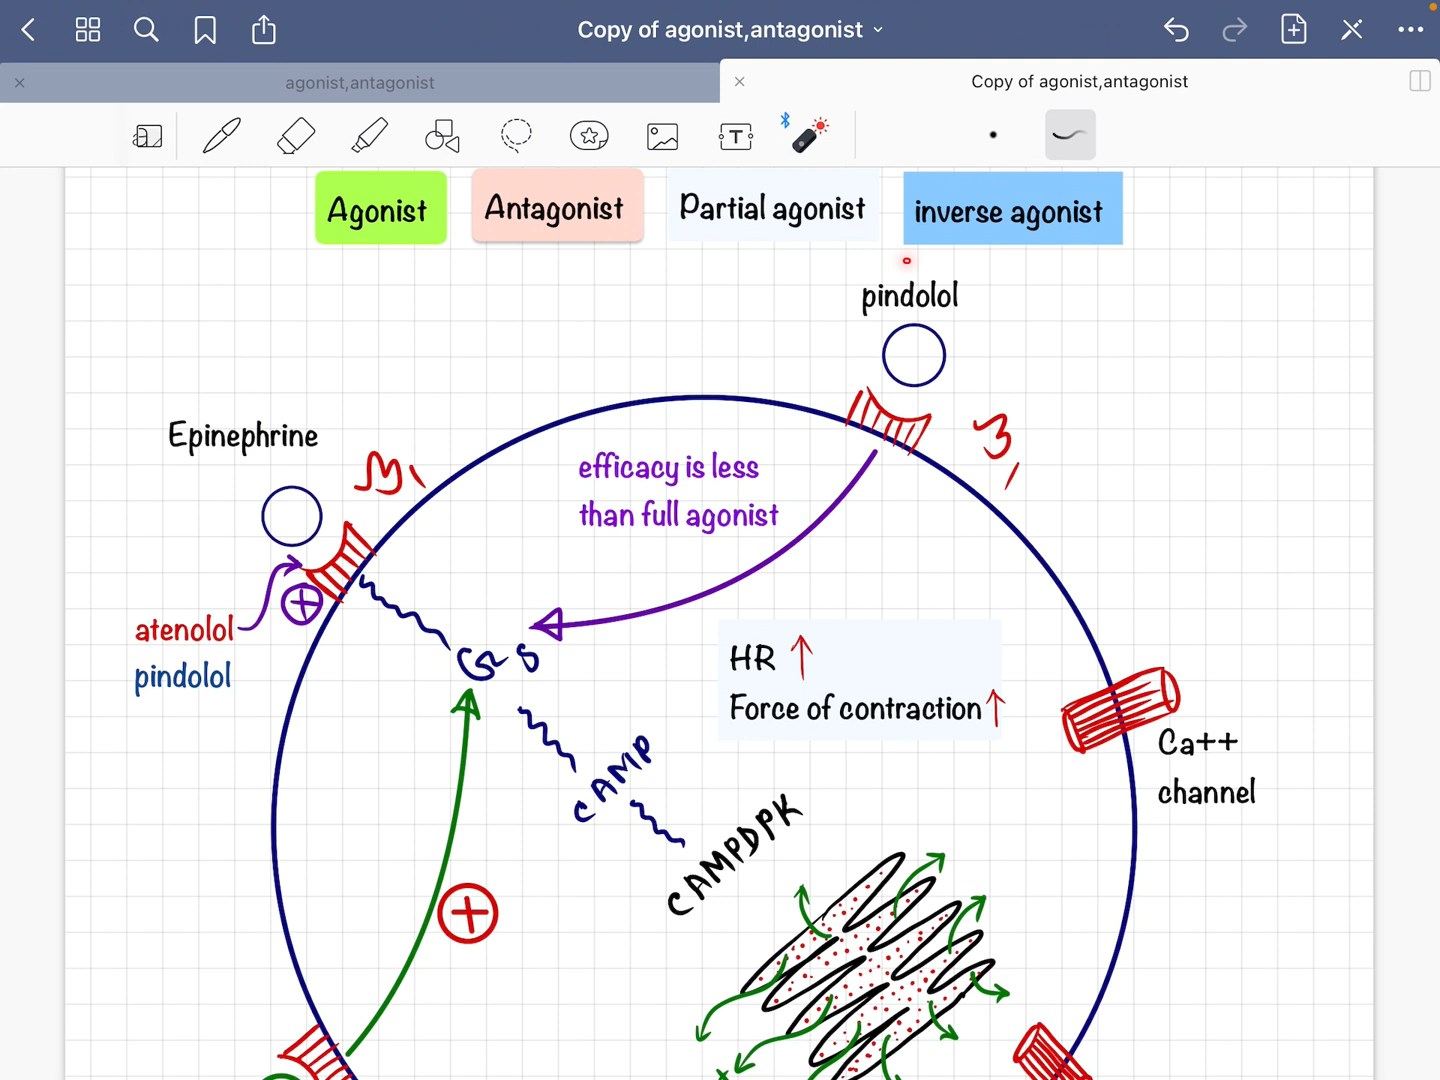 Copy of agonist,antagonist
agonist,antagonist
Copy of agonist,antagonist
T
Agonist
Antagonist
Partial agonist
inverse agonist
pindolol
Epinephrine
efficacy is less
than full agonist
atenolol
pindolol
HR ↑
Force of contraction ↑
Ca++
channel
CAMP
CAMPDPK